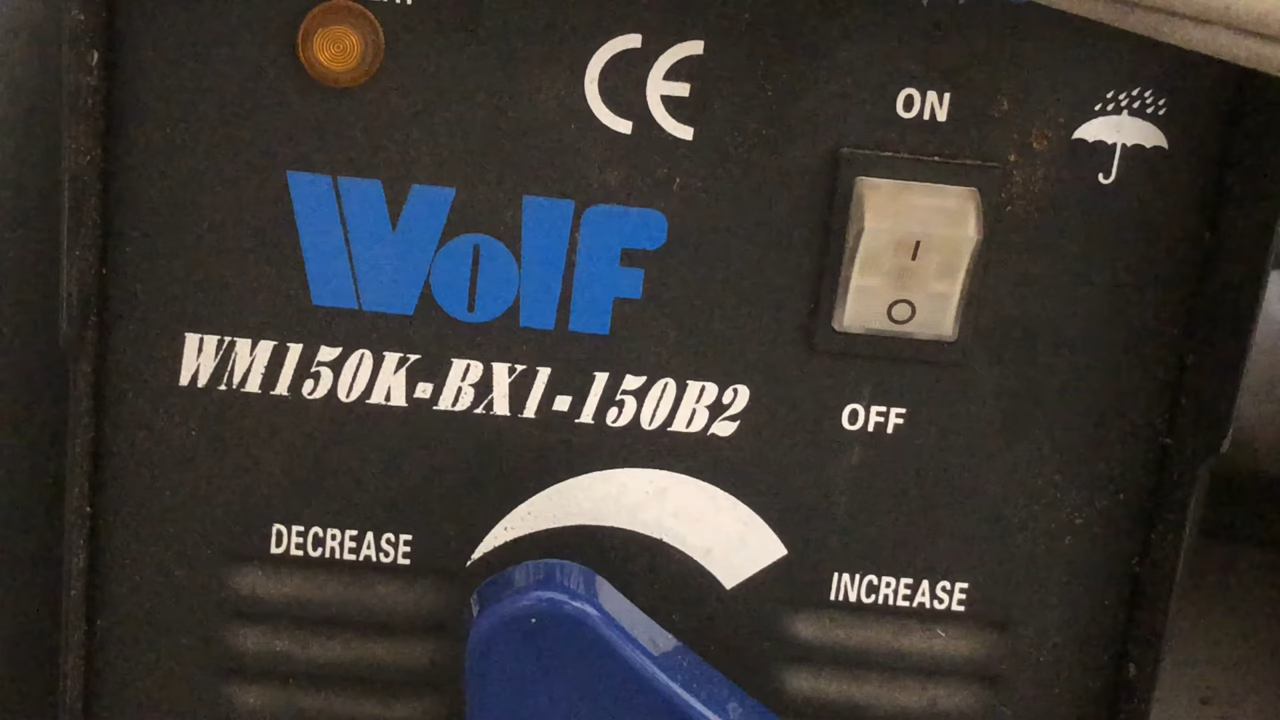 CE
ON
Wolf
WM150K-BX1-150B2
OFF
DECREASE
INCREASE